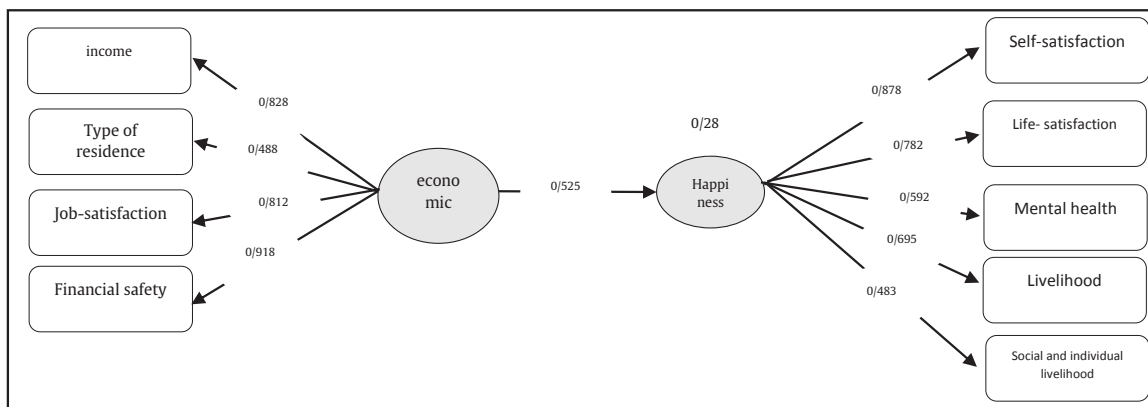 income
0/828
Type of
residence
0/488
Job-satisfaction
0/812
Financial safety
0/918
econo
mic
0/525
0/28
Happi
ness
0/878
Self-satisfaction
0/782
Life- satisfaction
0/592
Mental health
0/695
Livelihood
0/483
Social and individual
livelihood